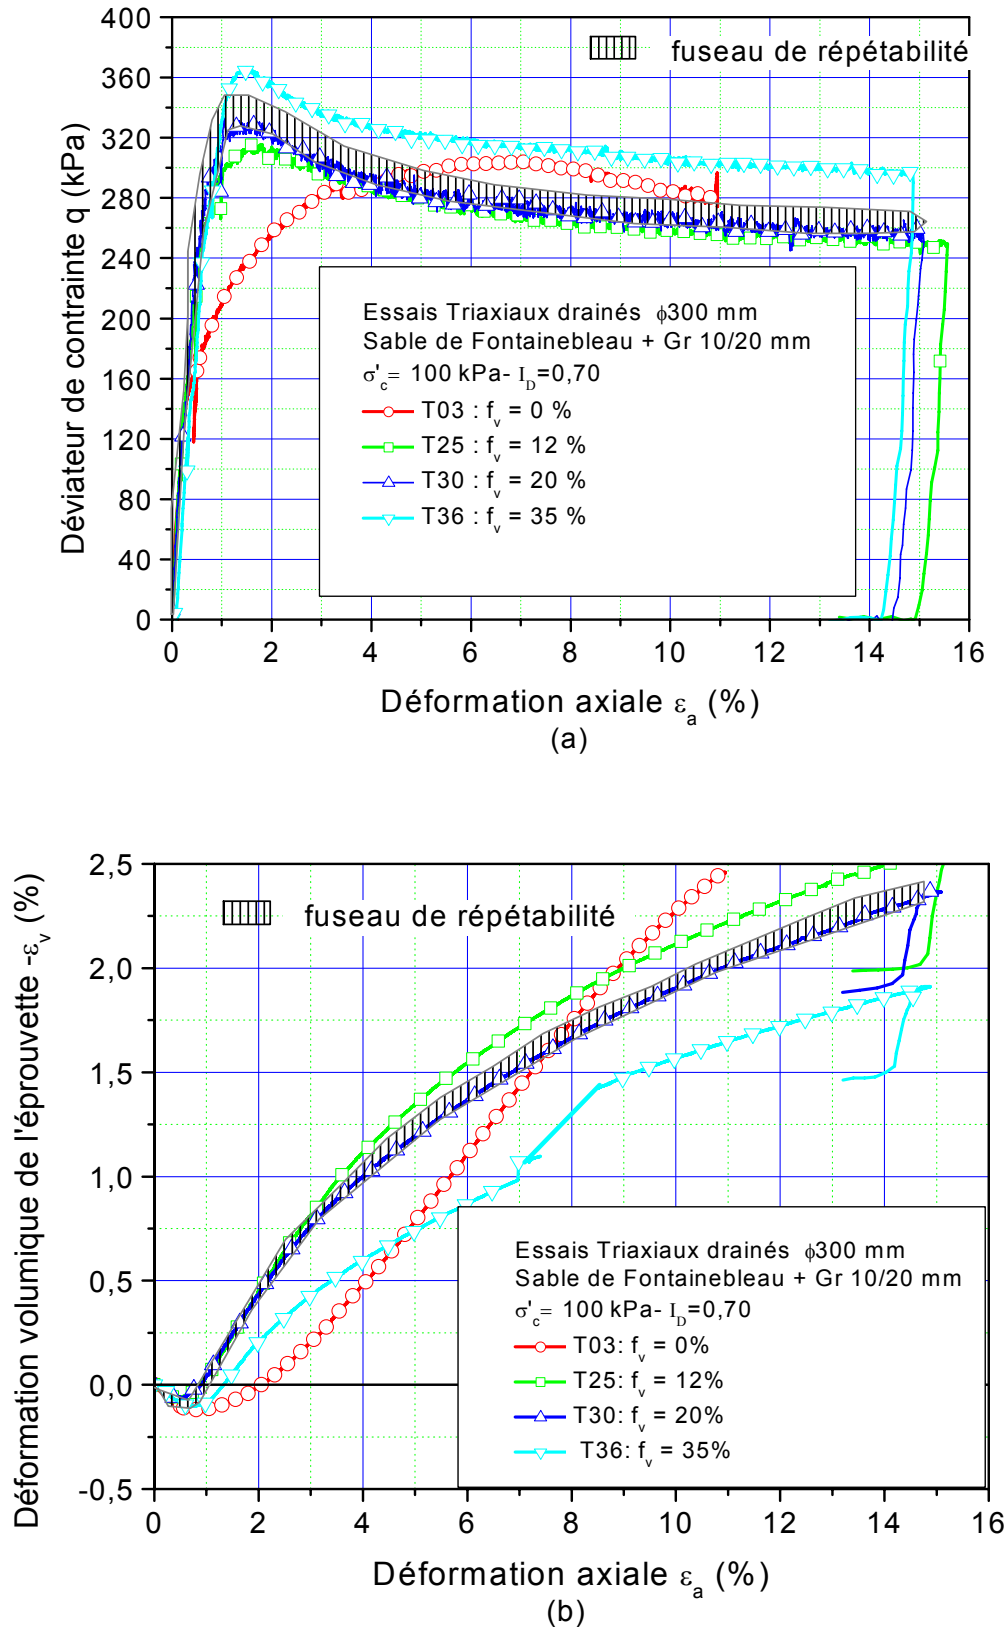 400
360
320
280
240
200
160
120
80
40
0
Déviateur de contrainte q (kPa)
fuseau de répétabilité
Essais Triaxiaux drainés ϕ300 mm
Sable de Fontainebleau + Gr 10/20 mm
σ'c= 100 kPa- ID=0,70
T03 : fv = 0 %
T25 : fv = 12 %
T30 : fv = 20 %
T36 : fv = 35 %
0 2 4 6 8 10 12 14 16
Déformation axiale εa (%)
(a)
2,5
2,0
1,5
1,0
0,5
0,0
-0,5
Déformation volumique de l'éprouvette -εv (%)
fuseau de répétabilité
Essais Triaxiaux drainés ϕ300 mm
Sable de Fontainebleau + Gr 10/20 mm
σ'c= 100 kPa- ID=0,70
T03: fv = 0%
T25: fv = 12%
T30: fv = 20%
T36: fv = 35%
0 2 4 6 8 10 12 14 16
Déformation axiale εa (%)
(b)